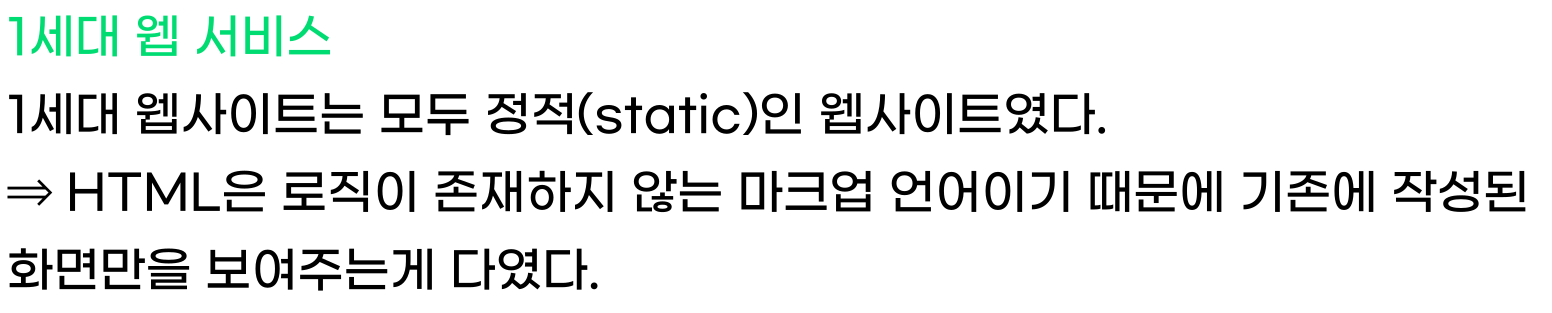 1세대 웹 서비스
1세대 웹사이트는 모두 정적(static)인 웹사이트였다.
⇒ HTML은 로직이 존재하지 않는 마크업 언어이기 때문에 기존에 작성된
화면만을 보여주는게 다였다.